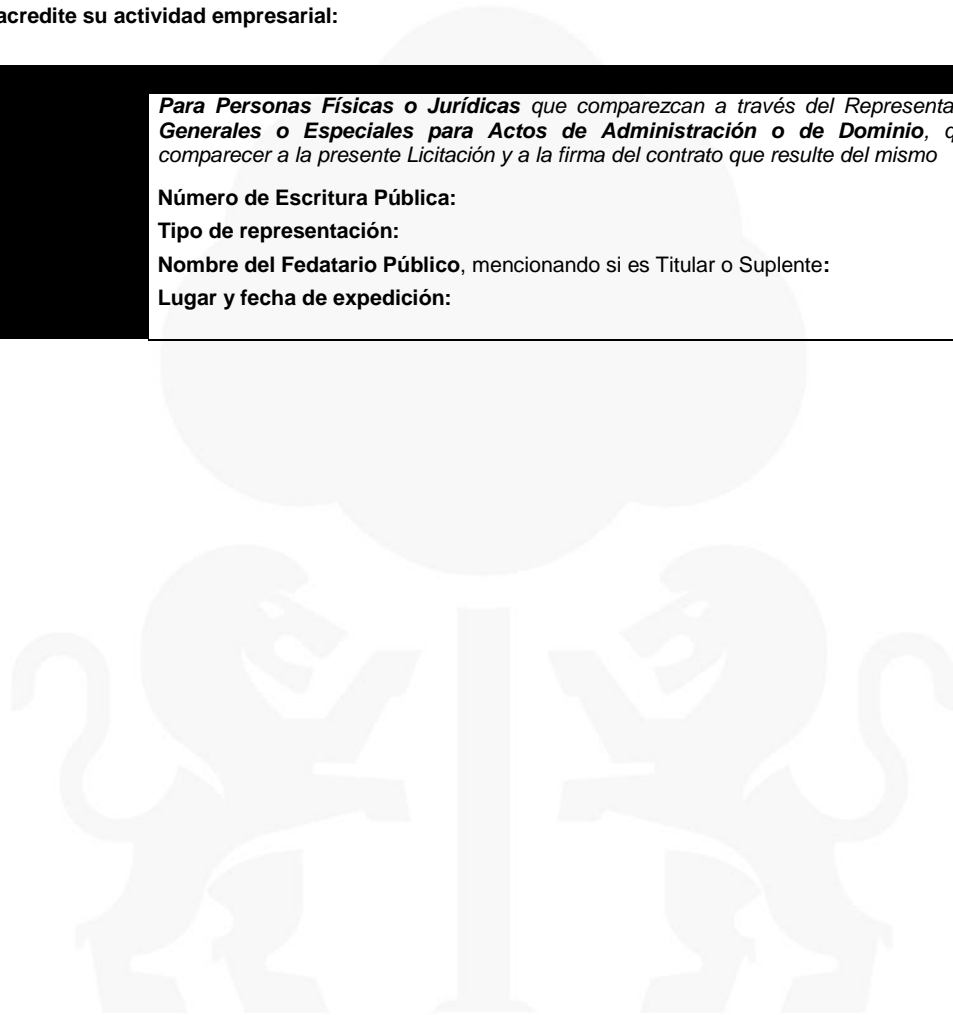 acredite su actividad empresarial:
Para Personas Físicas o Jurídicas que comparezcan a través del Representa
Generales o Especiales para Actos de Administración o de Dominio, q
comparecer a la presente Licitación y a la firma del contrato que resulte del mismo
Número de Escritura Pública:
Tipo de representación:
Nombre del Fedatario Público, mencionando si es Titular o Suplente:
Lugar y fecha de expedición: